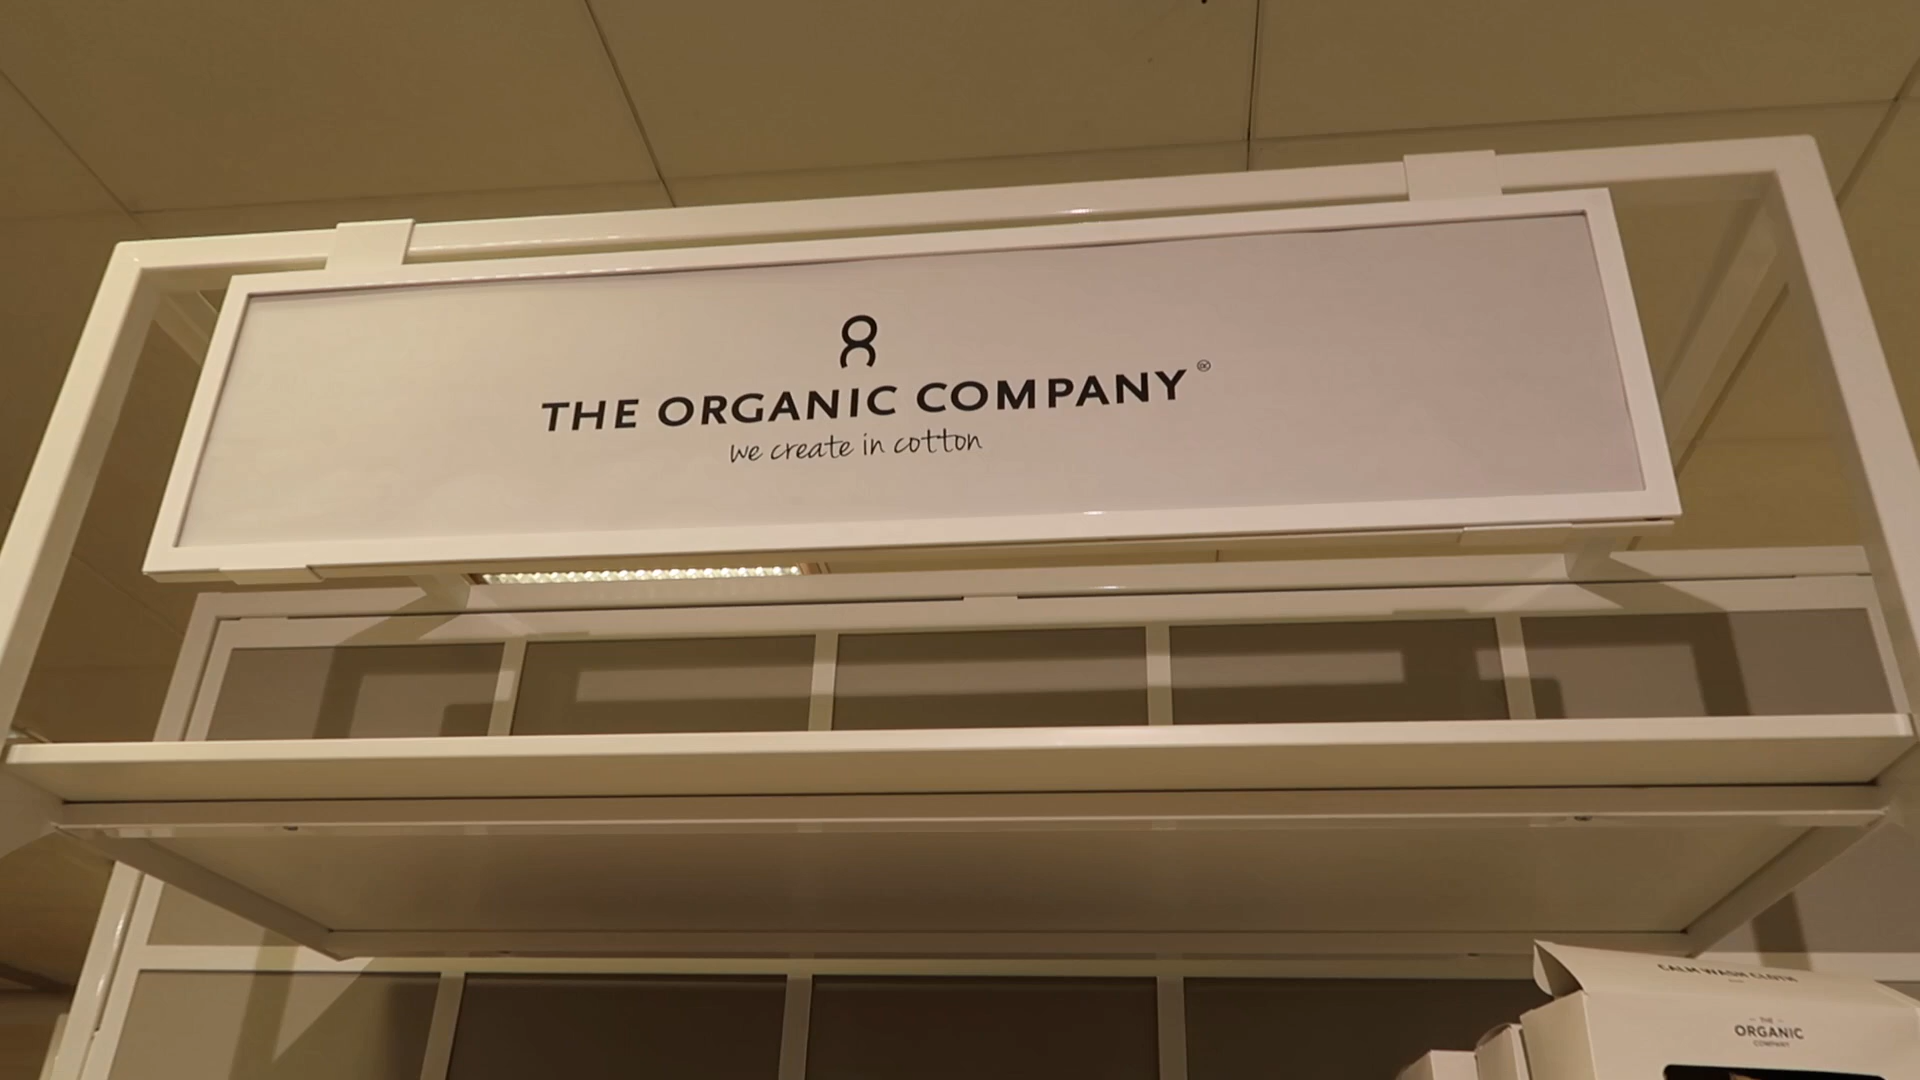 THE ORGANIC COMPANY
we create in cotton
CALM WASH CLOTH
THE
ORGANIC
COMPANY